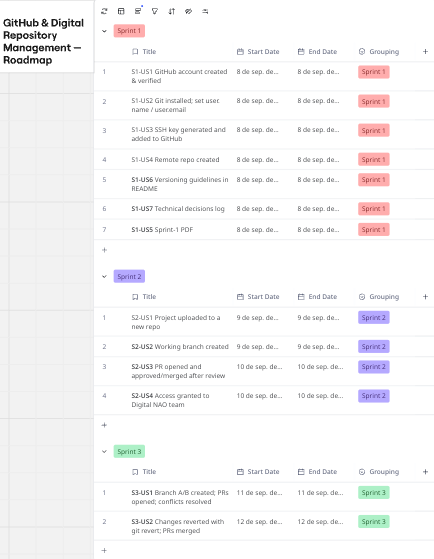 GitHub & Digital
Repository
Management —
Roadmap
Sprint 1
Title Start Date End Date Grouping
1 S1-US1 GitHub account created
& verified 8 de sep. de... 8 de sep. de... Sprint 1
2 S1-US2 Git installed; set user.
name / user.email 8 de sep. de... 8 de sep. de... Sprint 1
3 S1-US3 SSH key generated and
added to GitHub 8 de sep. de... 8 de sep. de... Sprint 1
4 S1-US4 Remote repo created 8 de sep. de... 8 de sep. de... Sprint 1
5 S1-US6 Versioning guidelines in
README 8 de sep. de... 8 de sep. de... Sprint 1
6 S1-US7 Technical decisions log 8 de sep. de... 8 de sep. de... Sprint 1
7 S1-US5 Sprint-1 PDF 8 de sep. de... 8 de sep. de... Sprint 1
Sprint 2
Title Start Date End Date Grouping
1 S2-US1 Project uploaded to a
new repo 9 de sep. de... 9 de sep. de... Sprint 2
2 S2-US2 Working branch created 9 de sep. de... 9 de sep. de... Sprint 2
3 S2-US3 PR opened and
approved/merged after review 10 de sep. de... 10 de sep. de... Sprint 2
4 S2-US4 Access granted to
Digital NAO team 10 de sep. de... 10 de sep. de... Sprint 2
Sprint 3
Title Start Date End Date Grouping
1 S3-US1 Branch A/B created; PRs
opened; conflicts resolved 11 de sep. de... 11 de sep. de... Sprint 3
2 S3-US2 Changes reverted with
git revert; PRs merged 12 de sep. de... 12 de sep. de... Sprint 3